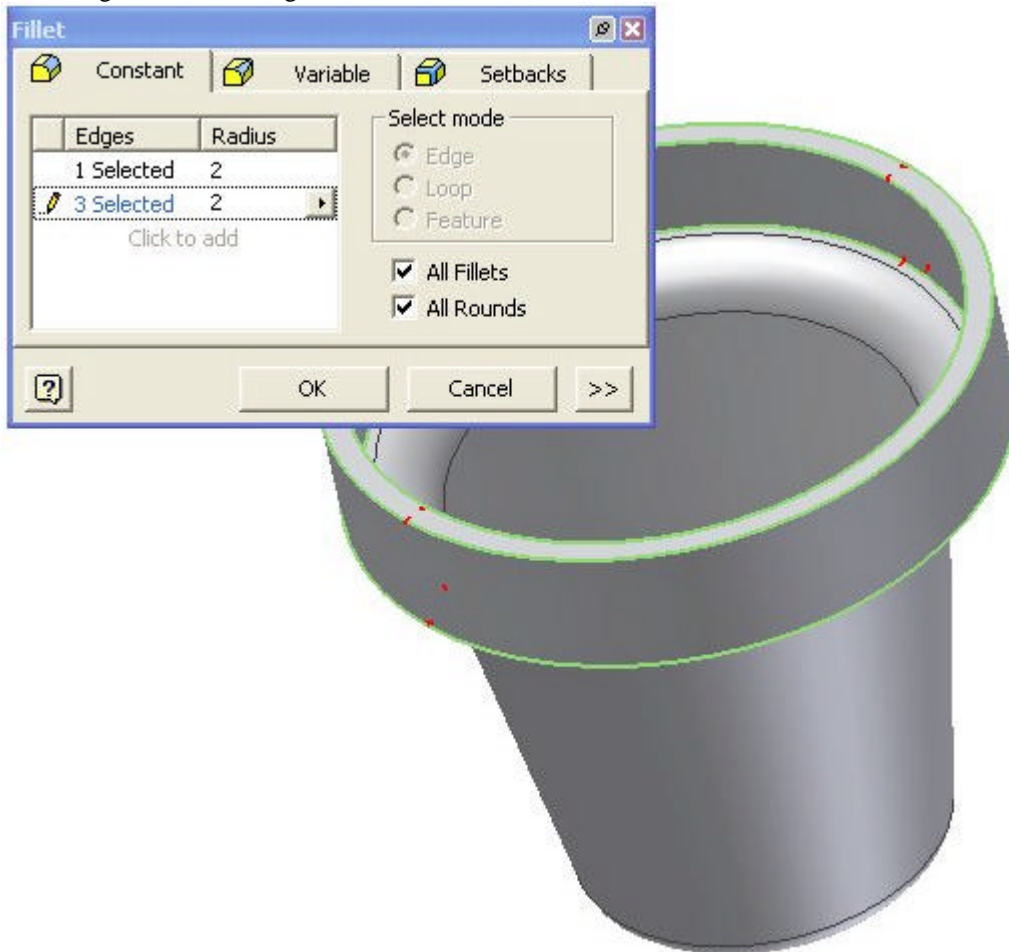 Fillet
Constant Variable Setbacks
Edges Radius
1 Selected 2
3 Selected 2
Click to add
Select mode
Edge
Loop
Feature
All Fillets
All Rounds
OK Cancel >>